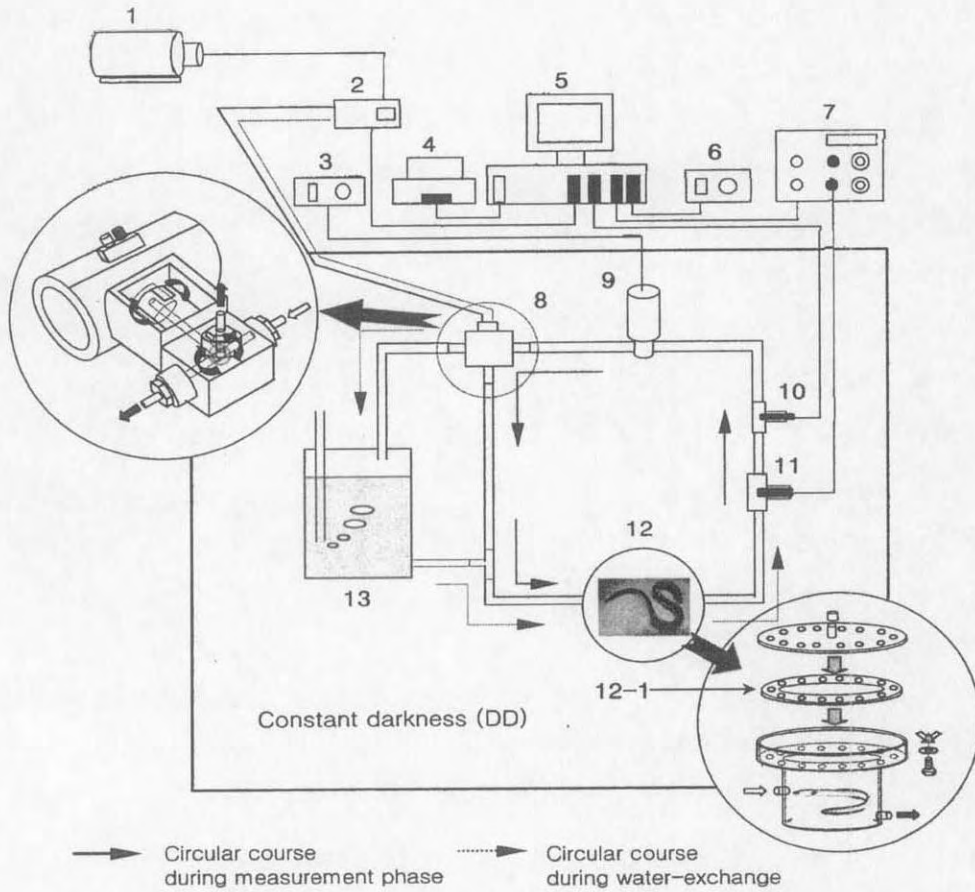 1
2
3
4
5
6
7
8
9
10
11
12
12-1
13
Constant darkness (DD)
Circular course
during measurement phase
Circular course
during water-exchange